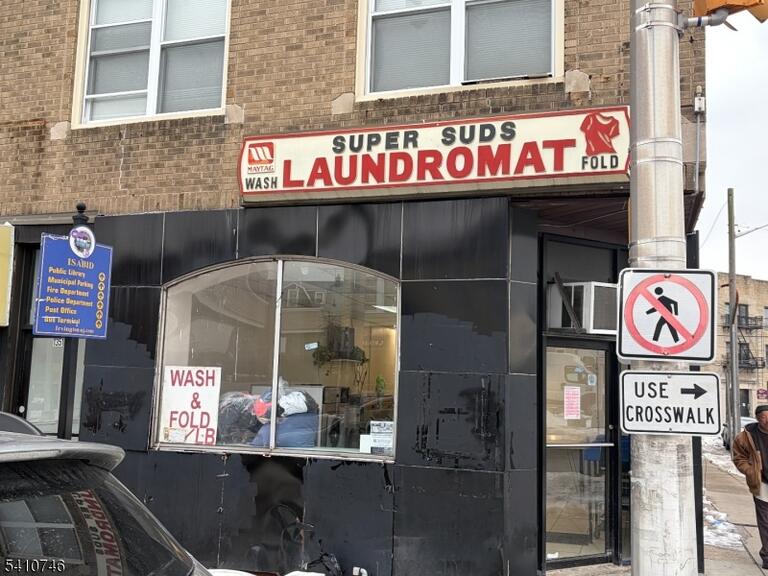 SUPER SUDS
LAUNDROMAT
MAYTAG
WASH
FOLD
ISABID
Public Library
Municipal Parking
Fire Department
Police Department
Post Office
Bus Terminal
WASH
&
FOLD
LB
USE →
CROSSWALK
5410746